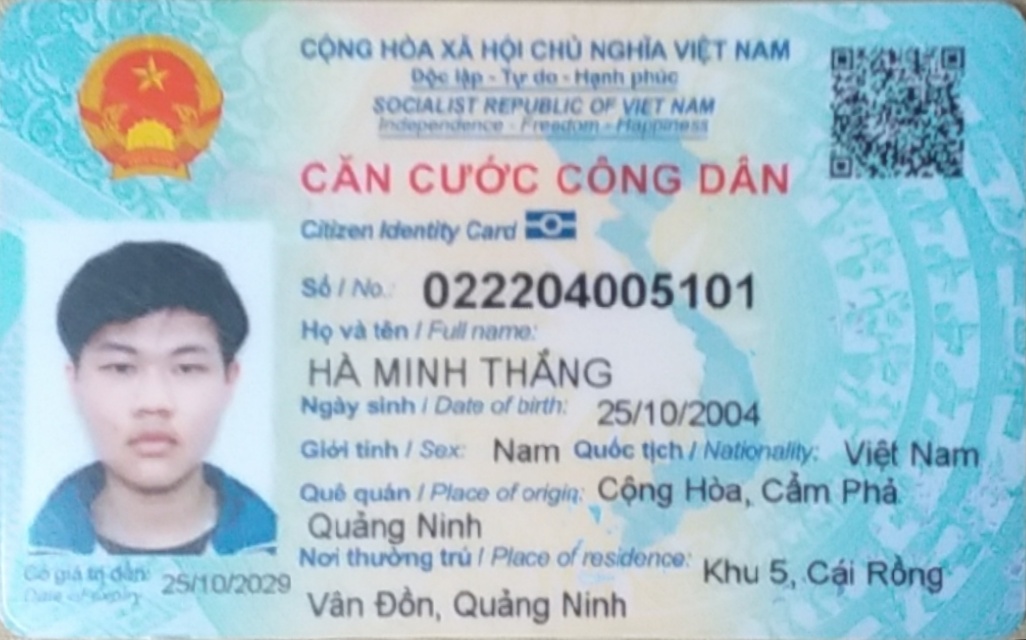 CỘNG HÒA XÃ HỘI CHỦ NGHĨA VIỆT NAM
Độc lập - Tự do - Hạnh phúc
SOCIALIST REPUBLIC OF VIET NAM
Independence - Freedom - Happiness
CĂN CƯỚC CÔNG DÂN
Citizen Identity Card
Số / No.: 022204005101
Họ và tên / Full name:
HÀ MINH THẮNG
Ngày sinh / Date of birth: 25/10/2004
Giới tính / Sex: Nam Quốc tịch / Nationality: Việt Nam
Quê quán / Place of origin: Cộng Hòa, Cẩm Phả
Quảng Ninh
Nơi thường trú / Place of residence: Khu 5, Cái Rồng
Vân Đồn, Quảng Ninh
Có giá trị đến: 25/10/2029
Date of expiry